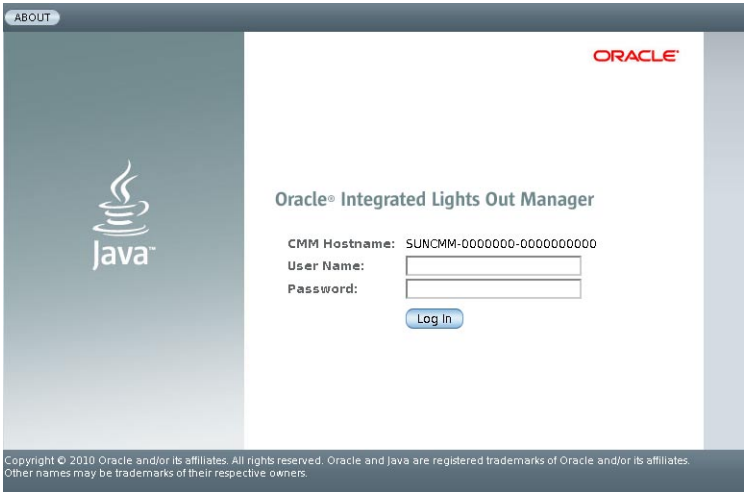 ABOUT
ORACLE®
Java™
Oracle® Integrated Lights Out Manager
CMM Hostname: SUNCMM-0000000-0000000000
User Name:
Password:
Log In
Copyright © 2010 Oracle and/or its affiliates. All rights reserved. Oracle and Java are registered trademarks of Oracle and/or its affiliates.
Other names may be trademarks of their respective owners.